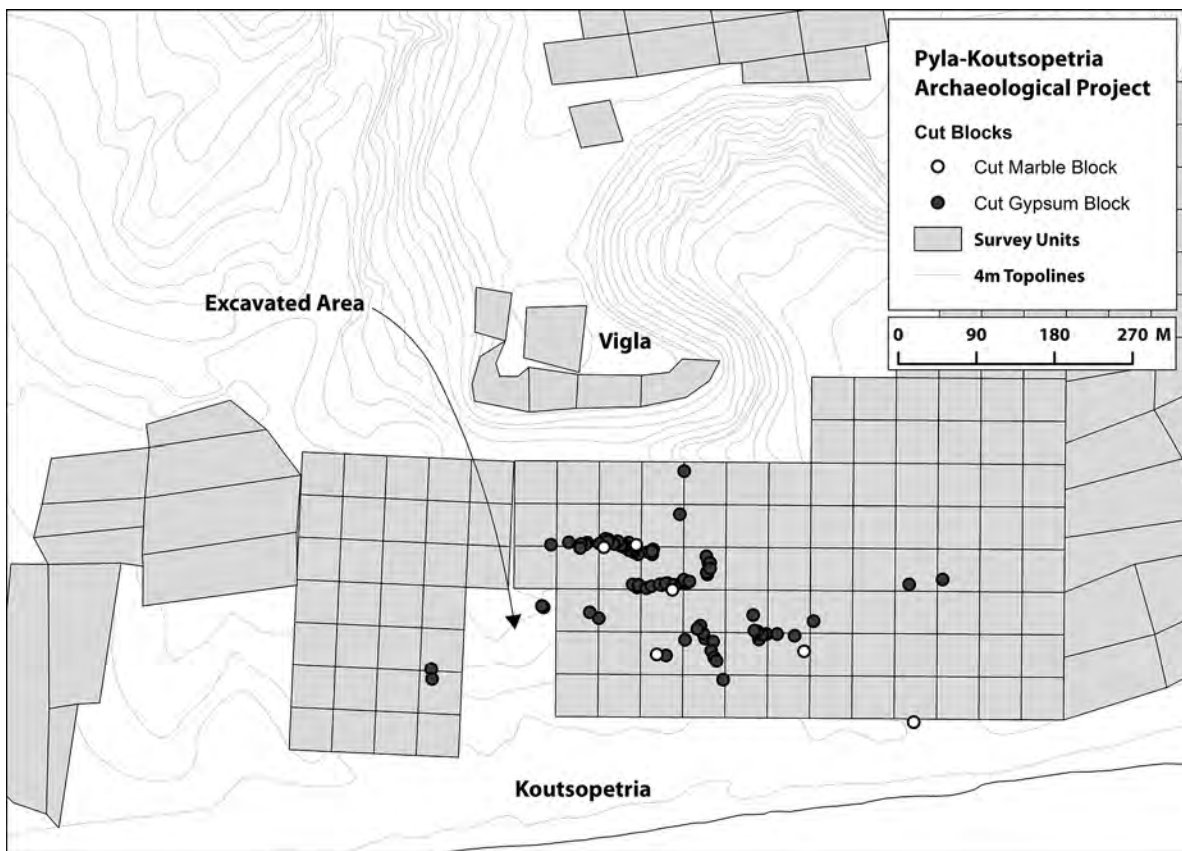 Pyla-Koutsopetria
Archaeological Project
Cut Blocks
Cut Marble Block
Cut Gypsum Block
Survey Units
4m Topolines
0 90 180 270 M
Excavated Area
Vigla
Koutsopetria